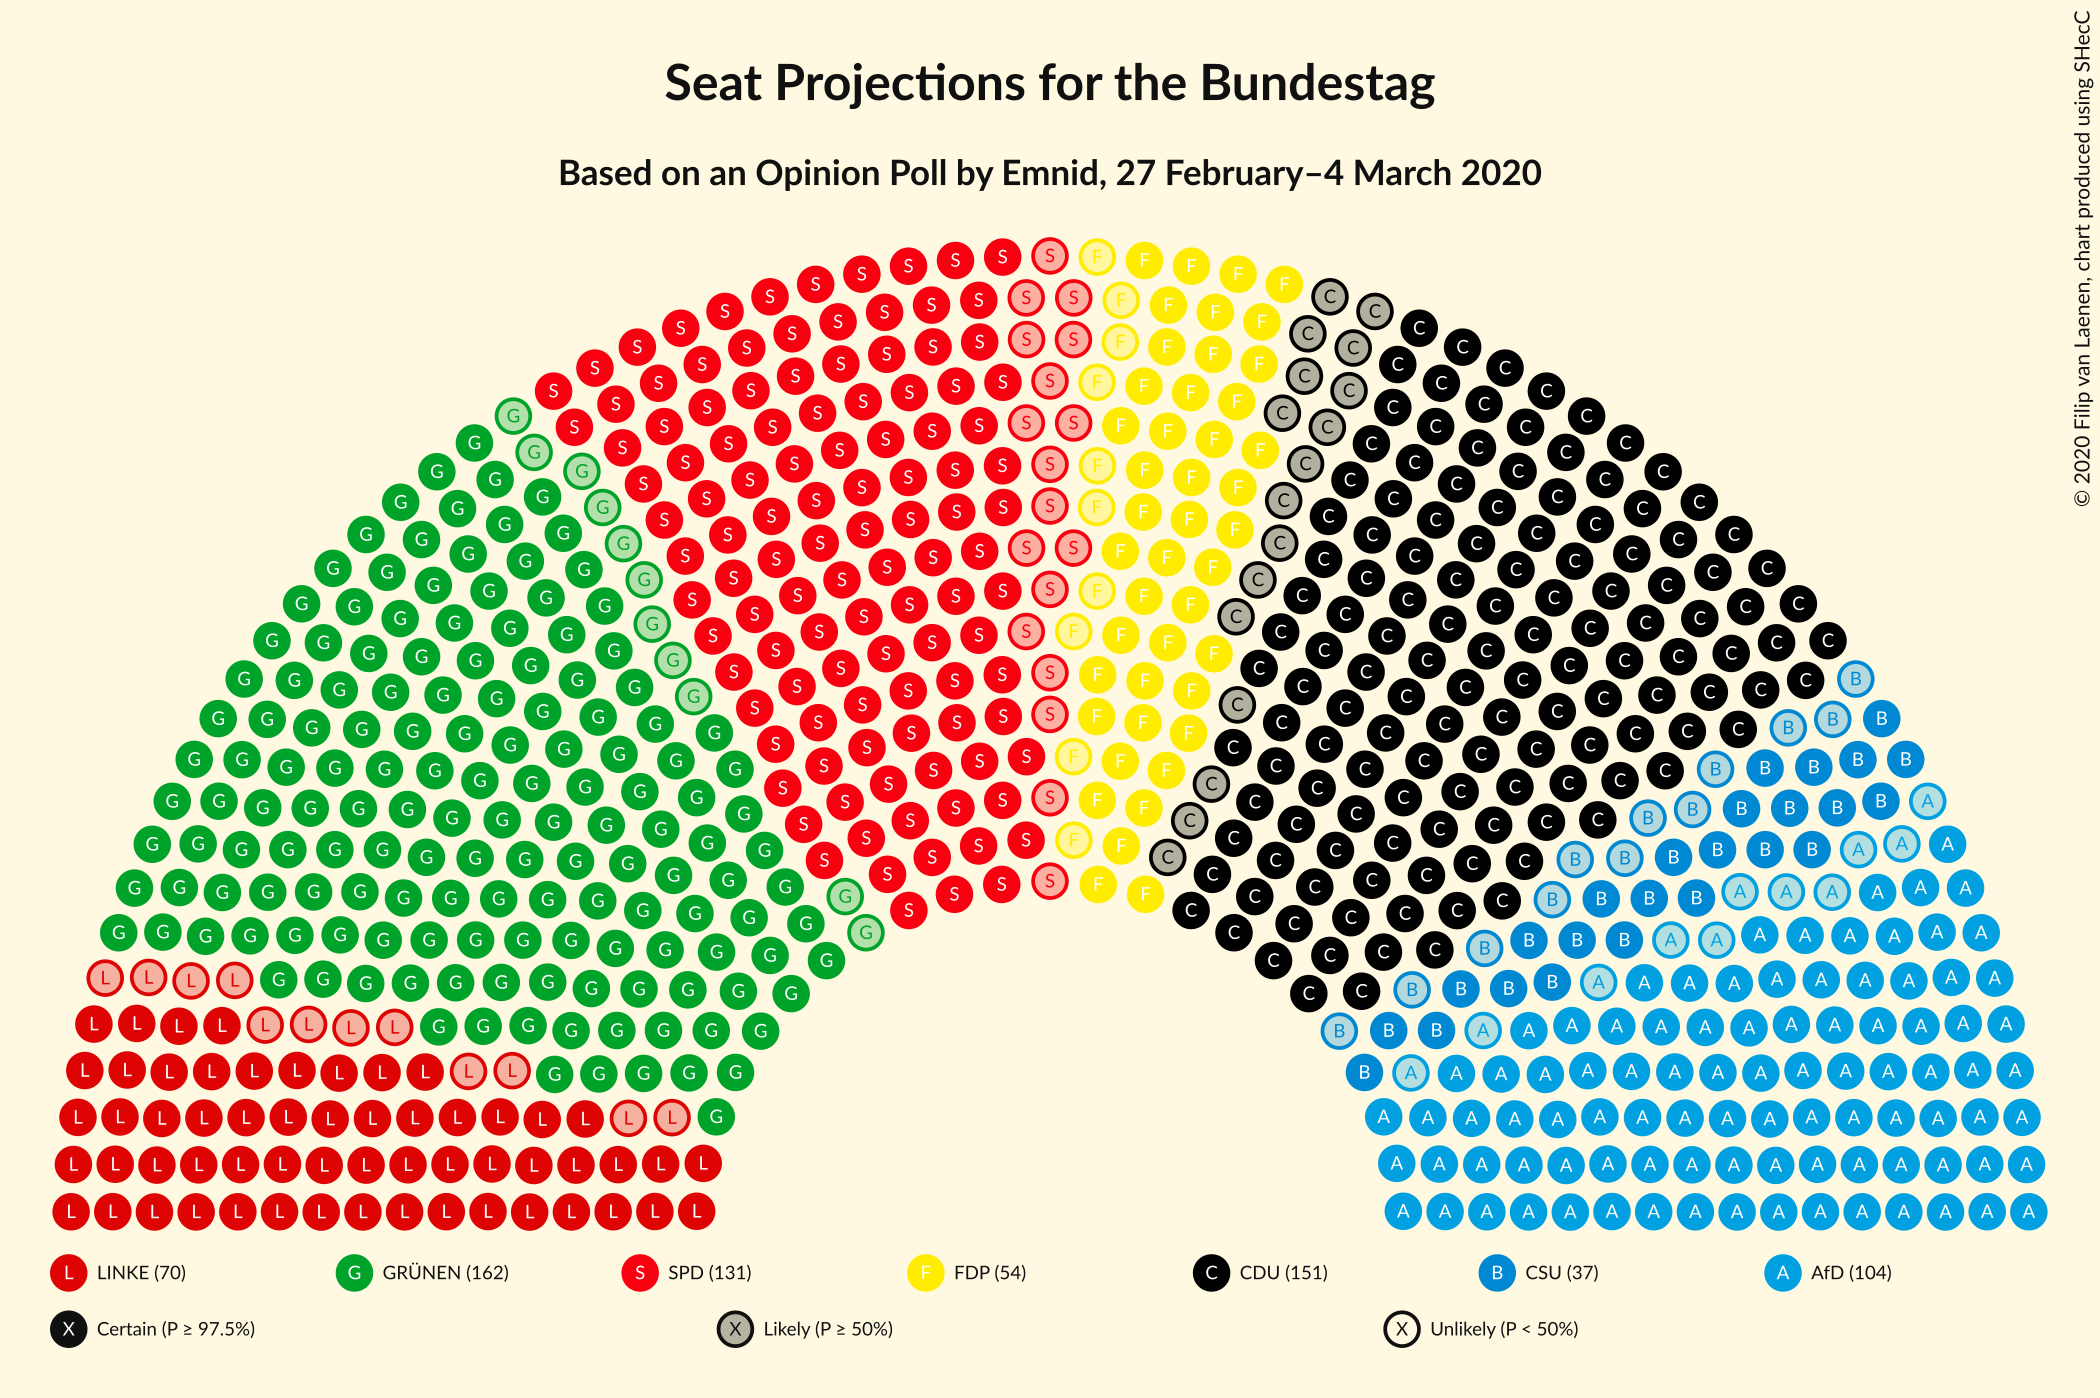 Seat Projections for the Bundestag
Based on an Opinion Poll by Emnid, 27 February–4 March 2020
© 2020 Filip van Laenen, chart produced using SHecC
L LINKE (70) G GRÜNEN (162) S SPD (131) F FDP (54) C CDU (151) B CSU (37) A AfD (104)
X Certain (P ≥ 97.5%) X Likely (P ≥ 50%) X Unlikely (P < 50%)